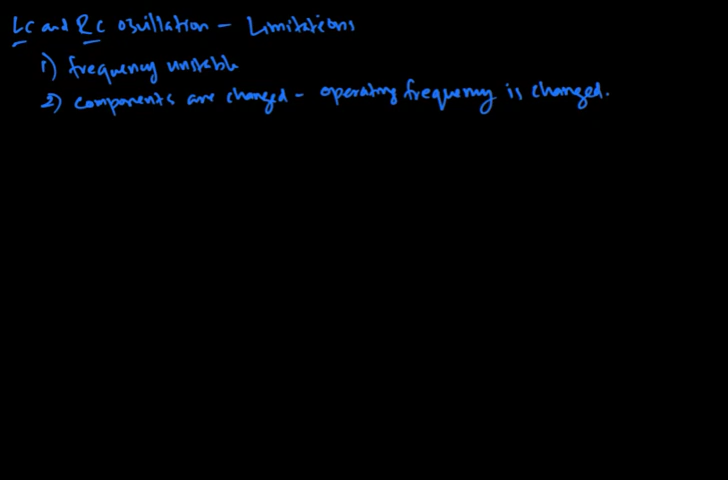 LC and RC oscillation - Limitations
1) frequency unstable
2) components are changed - operating frequency is changed.